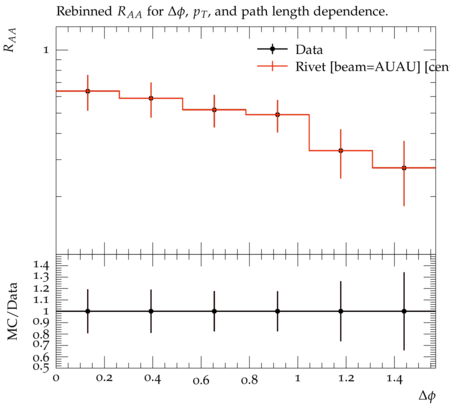 Rebinned R_AA for Δϕ, p_T, and path length dependence.
R_AA
1
Data
Rivet [beam=AUAU] [cen
MC/Data
1.4
1.3
1.2
1.1
1
0.9
0.8
0.7
0.6
0.5
0 0.2 0.4 0.6 0.8 1 1.2 1.4
Δϕ